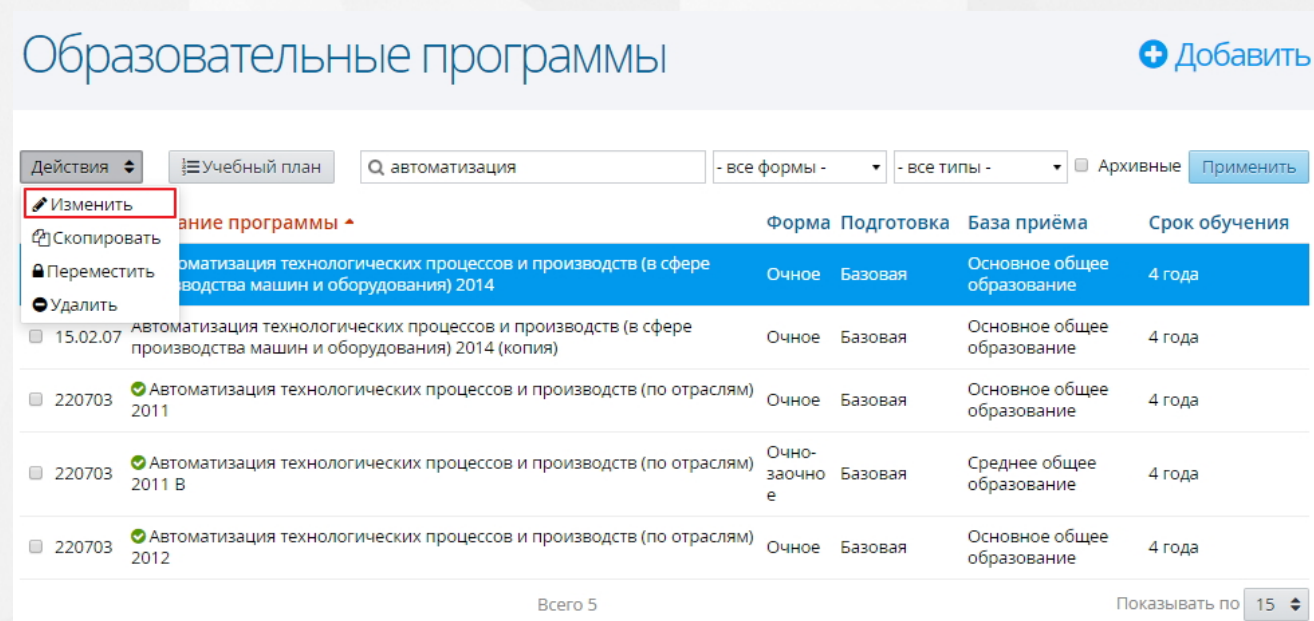 Образовательные программы
Добавить
Действия
Учебный план
автоматизация
- все формы -
- все типы -
Архивные
Применить
Изменить
Скопировать
Переместить
Удалить
ание программы
Форма
Подготовка
База приёма
Срок обучения
оматизация технологических процессов и производств (в сфере
зводства машин и оборудования) 2014
Очное
Базовая
Основное общее
образование
4 года
15.02.07
Автоматизация технологических процессов и производств (в сфере
производства машин и оборудования) 2014 (копия)
Очное
Базовая
Основное общее
образование
4 года
220703
Автоматизация технологических процессов и производств (по отраслям)
2011
Очное
Базовая
Основное общее
образование
4 года
220703
Автоматизация технологических процессов и производств (по отраслям)
2011 В
Очно-
заочно
е
Базовая
Среднее общее
образование
4 года
220703
Автоматизация технологических процессов и производств (по отраслям)
2012
Очное
Базовая
Основное общее
образование
4 года
Всего 5
Показывать по
15